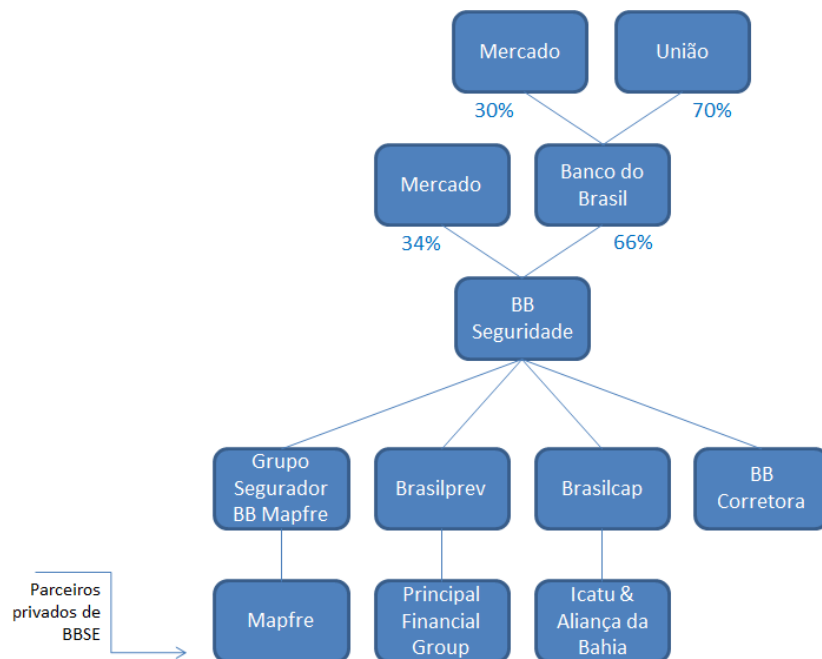 Mercado
União
30%
70%
Mercado
Banco do
Brasil
34%
66%
BB
Seguridade
Grupo
Segurador
BB Mapfre
Brasilprev
Brasilcap
BB
Corretora
Parceiros
privados de
BBSE
Mapfre
Principal
Financial
Group
Icatu &
Aliança da
Bahia